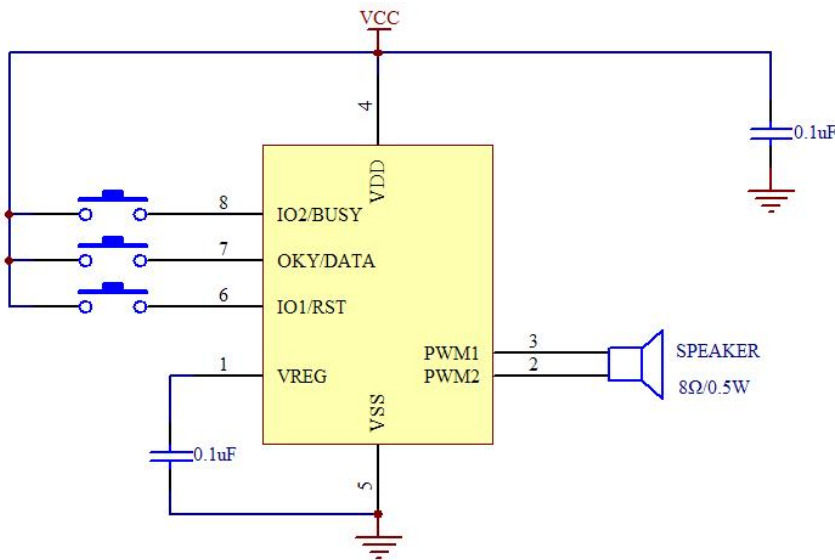 VCC
4
0.1uF
VDD
8 IO2/BUSY
7 OKY/DATA
6 IO1/RST
PWM1 3 SPEAKER
PWM2 2
1 VREG
8Ω/0.5W
VSS
0.1uF
5